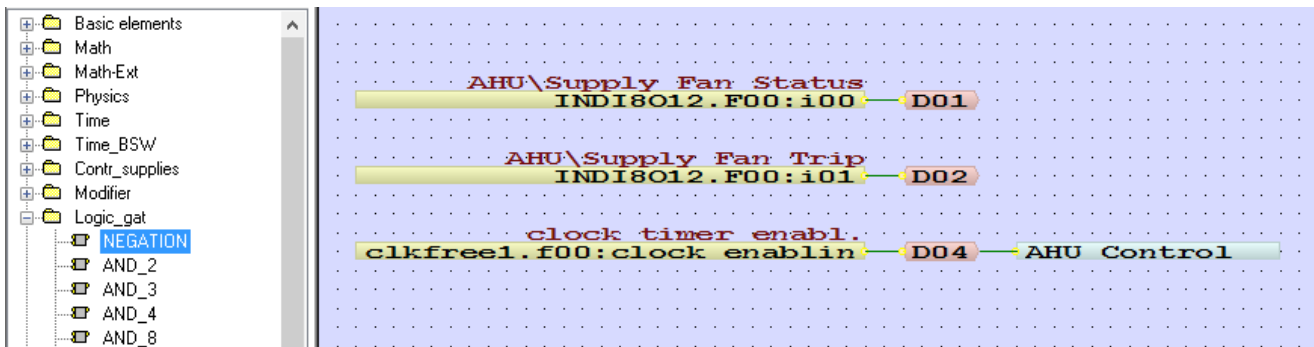 Basic elements
Math
Math-Ext
Physics
Time
Time_BSW
Contr_supplies
Modifier
Logic_gat
NEGATION
AND_2
AND_3
AND_4
AND_8
AHU\Supply Fan Status
INDI8O12.F00:i00 D01
AHU\Supply Fan Trip
INDI8O12.F00:i01 D02
clock timer enabl.
clkfree1.f00:clock enablin D04 AHU Control